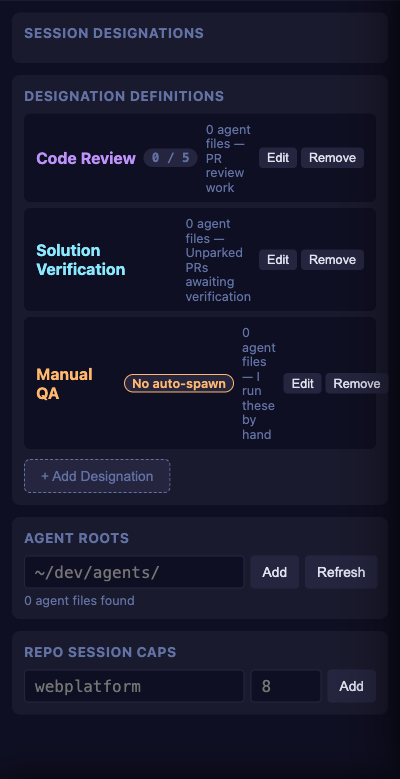 SESSION DESIGNATIONS
DESIGNATION DEFINITIONS
Code Review
0 / 5
0 agent
files —
PR
review
work
Edit
Remove
Solution
Verification
0 agent
files —
Unparked
PRs
awaiting
verification
Edit
Remove
Manual
QA
No auto-spawn
0
agent
files
— I
run
these
by
hand
Edit
Remove
+ Add Designation
AGENT ROOTS
~/dev/agents/
Add
Refresh
0 agent files found
REPO SESSION CAPS
webplatform
8
Add